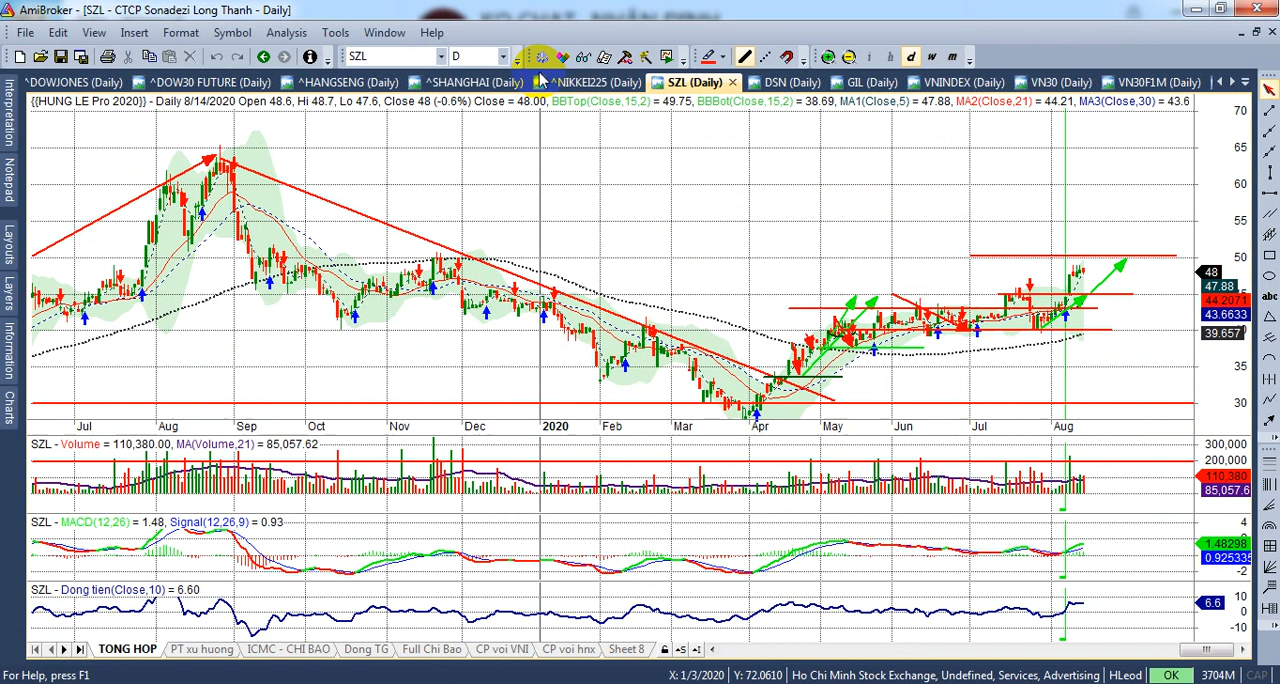 AmiBroker - [SZL - CTCP Sonadezi Long Thanh - Daily]
File Edit View Insert Format Symbol Analysis Tools Window Help
SZL D i h d w m
^DOWJONES (Daily) ^DOW30 FUTURE (Daily) ^HANGSENG (Daily) ^SHANGHAI (Daily) ^NIKKEI225 (Daily) SZL (Daily) DSN (Daily) GIL (Daily) VNINDEX (Daily) VN30 (Daily) VN30F1M (Daily)
{{HUNG LE Pro 2020}} - Daily 8/14/2020 Open 48.6, Hi 48.7, Lo 47.6, Close 48 (-0.6%) Close = 48.00, BBTop(Close,15,2) = 49.75, BBBot(Close,15,2) = 38.69, MA1(Close,5) = 47.88, MA2(Close,21) = 44.21, MA3(Close,30) = 43.6
Interpretation
Notepad
Layouts
Layers
Information
Charts
70
65
60
55
50
48
47.88
44.2071
43.6633
39.657
35
30
abc
Jul Aug Sep Oct Nov Dec 2020 Feb Mar Apr May Jun Jul Aug
SZL - Volume = 110,380.00, MA(Volume,21) = 85,057.62
300,000
200,000
110,380
85,057.6
SZL - MACD(12,26) = 1.48, Signal(12,26,9) = 0.93
4
1.48298
0.925335
-2
SZL - Dong tien(Close,10) = 6.60
10
6.6
0
-10
TONG HOP PT xu huong ICMC - CHI BAO Dong TG Full Chi Bao CP voi VNI CP voi hnx Sheet 8
For Help, press F1 X: 1/3/2020 Y: 72.0610 Ho Chi Minh Stock Exchange, Undefined, Services, Advertising HLeod OK 3704M CAP